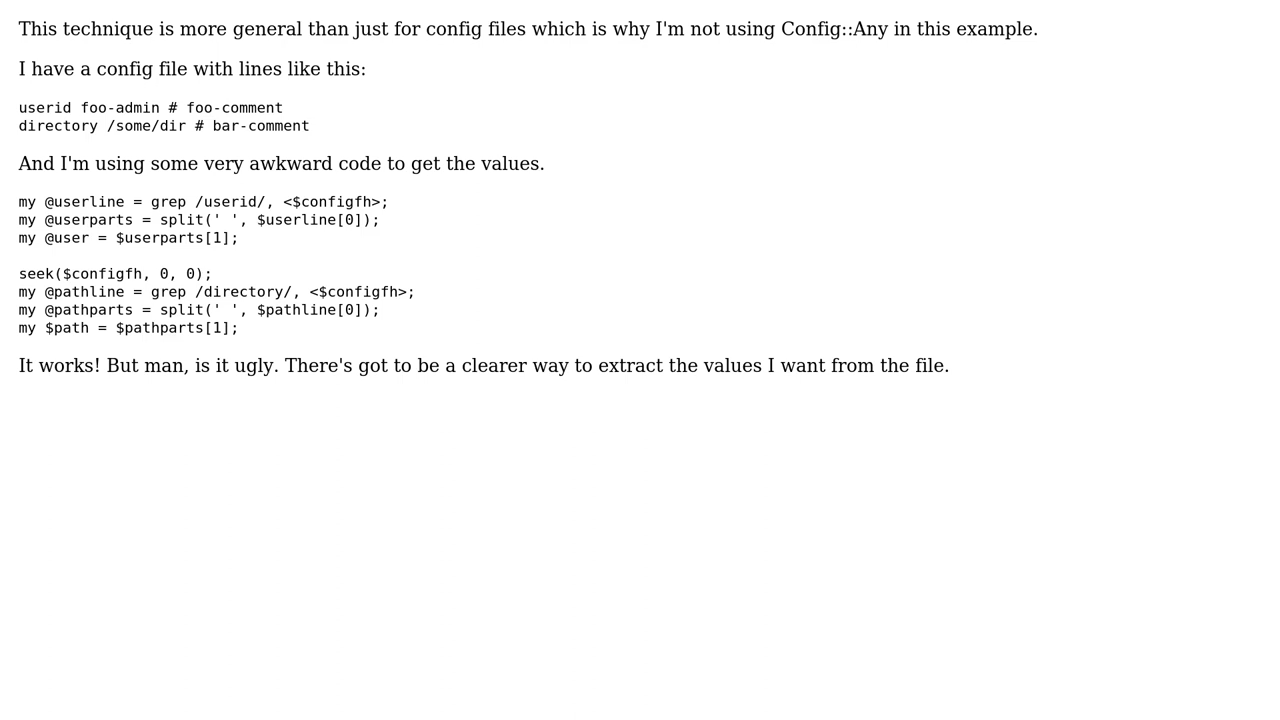 This technique is more general than just for config files which is why I'm not using Config::Any in this example.
I have a config file with lines like this:
userid foo-admin # foo-comment
directory /some/dir # bar-comment
And I'm using some very awkward code to get the values.
my @userline = grep /userid/, <$configfh>;
my @userparts = split(' ', $userline[0]);
my @user = $userparts[1];
seek($configfh, 0, 0);
my @pathline = grep /directory/, <$configfh>;
my @pathparts = split(' ', $pathline[0]);
my $path = $pathparts[1];
It works! But man, is it ugly. There's got to be a clearer way to extract the values I want from the file.